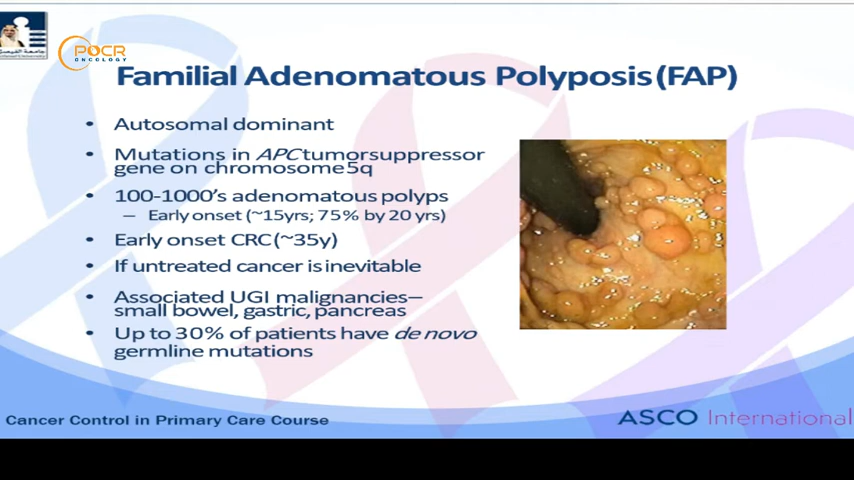 جامعة الفيصل
POCR
ONCOLOGY
Familial Adenomatous Polyposis (FAP)
• Autosomal dominant
• Mutations in APC tumorsuppressor
gene on chromosome 5q
• 100-1000's adenomatous polyps
– Early onset (~15yrs; 75% by 20 yrs)
• Early onset CRC (~35y)
• If untreated cancer is inevitable
• Associated UGI malignancies–
small bowel, gastric, pancreas
• Up to 30% of patients have de novo
germline mutations
Cancer Control in Primary Care Course
ASCO International